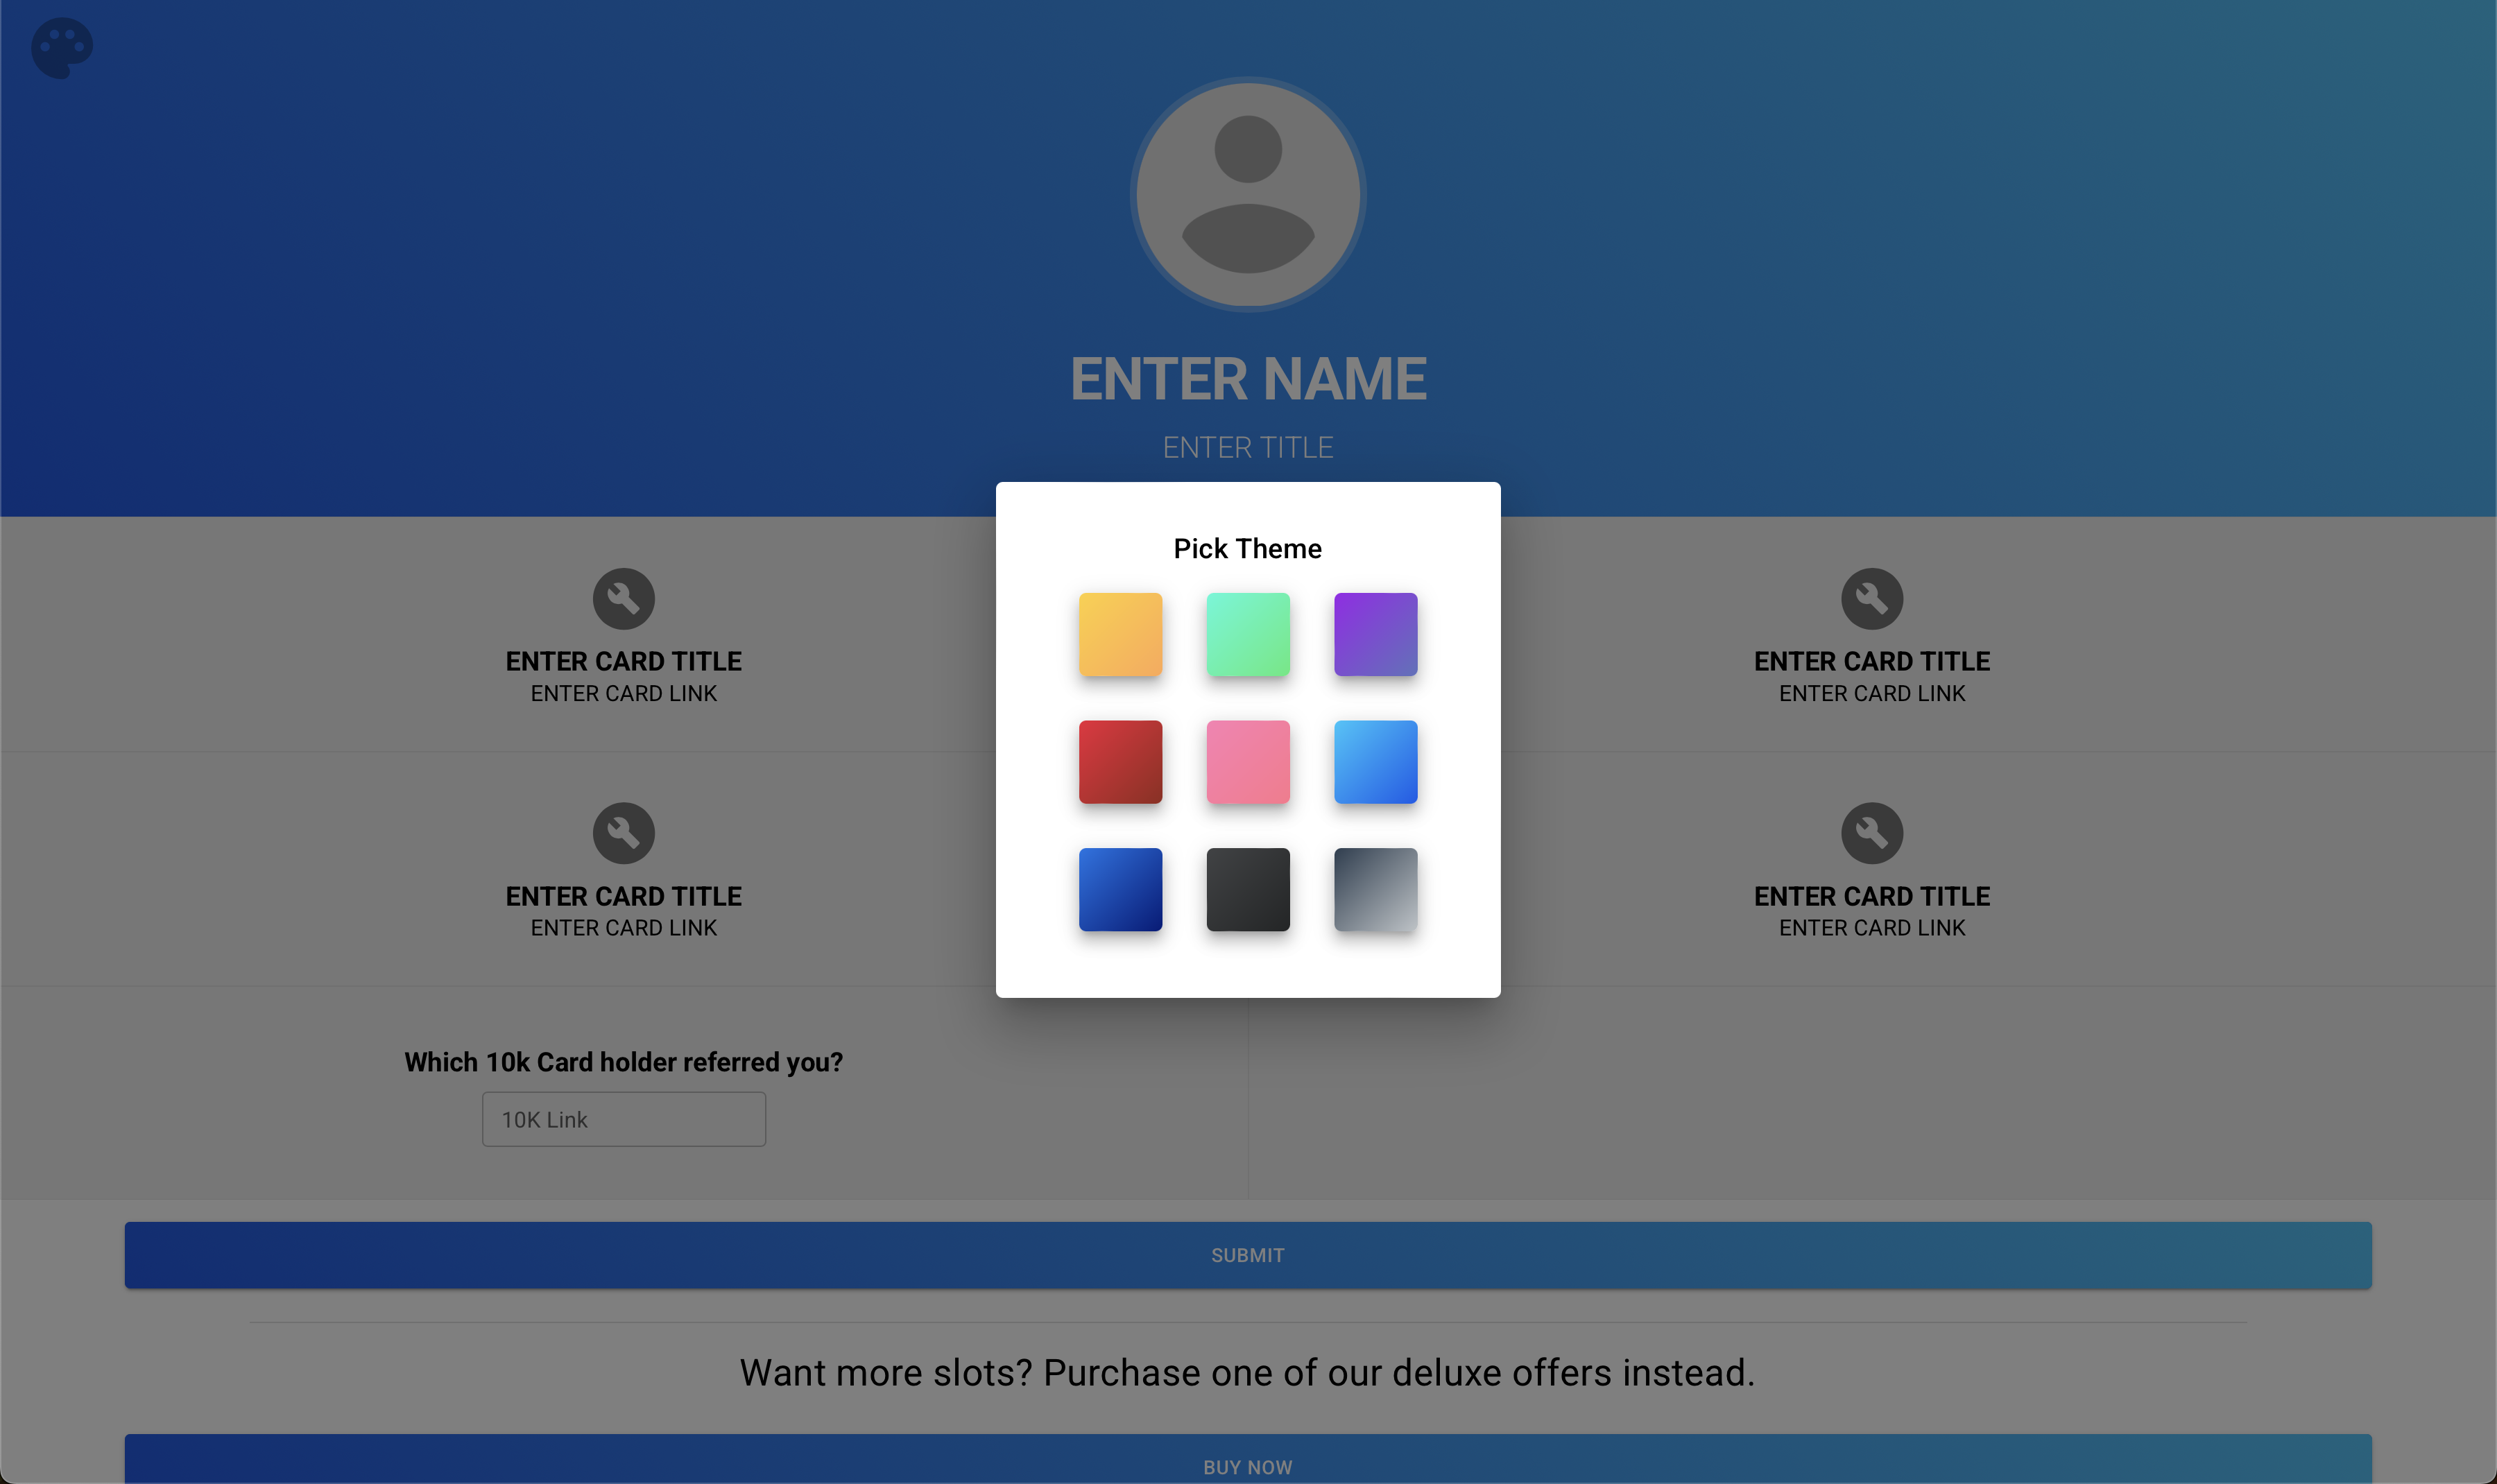 ENTER NAME
ENTER TITLE
Pick Theme
ENTER CARD TITLE
ENTER CARD LINK
ENTER CARD TITLE
ENTER CARD LINK
ENTER CARD TITLE
ENTER CARD LINK
ENTER CARD TITLE
ENTER CARD LINK
Which 10k Card holder referred you?
10K Link
SUBMIT
Want more slots? Purchase one of our deluxe offers instead.
BUY NOW